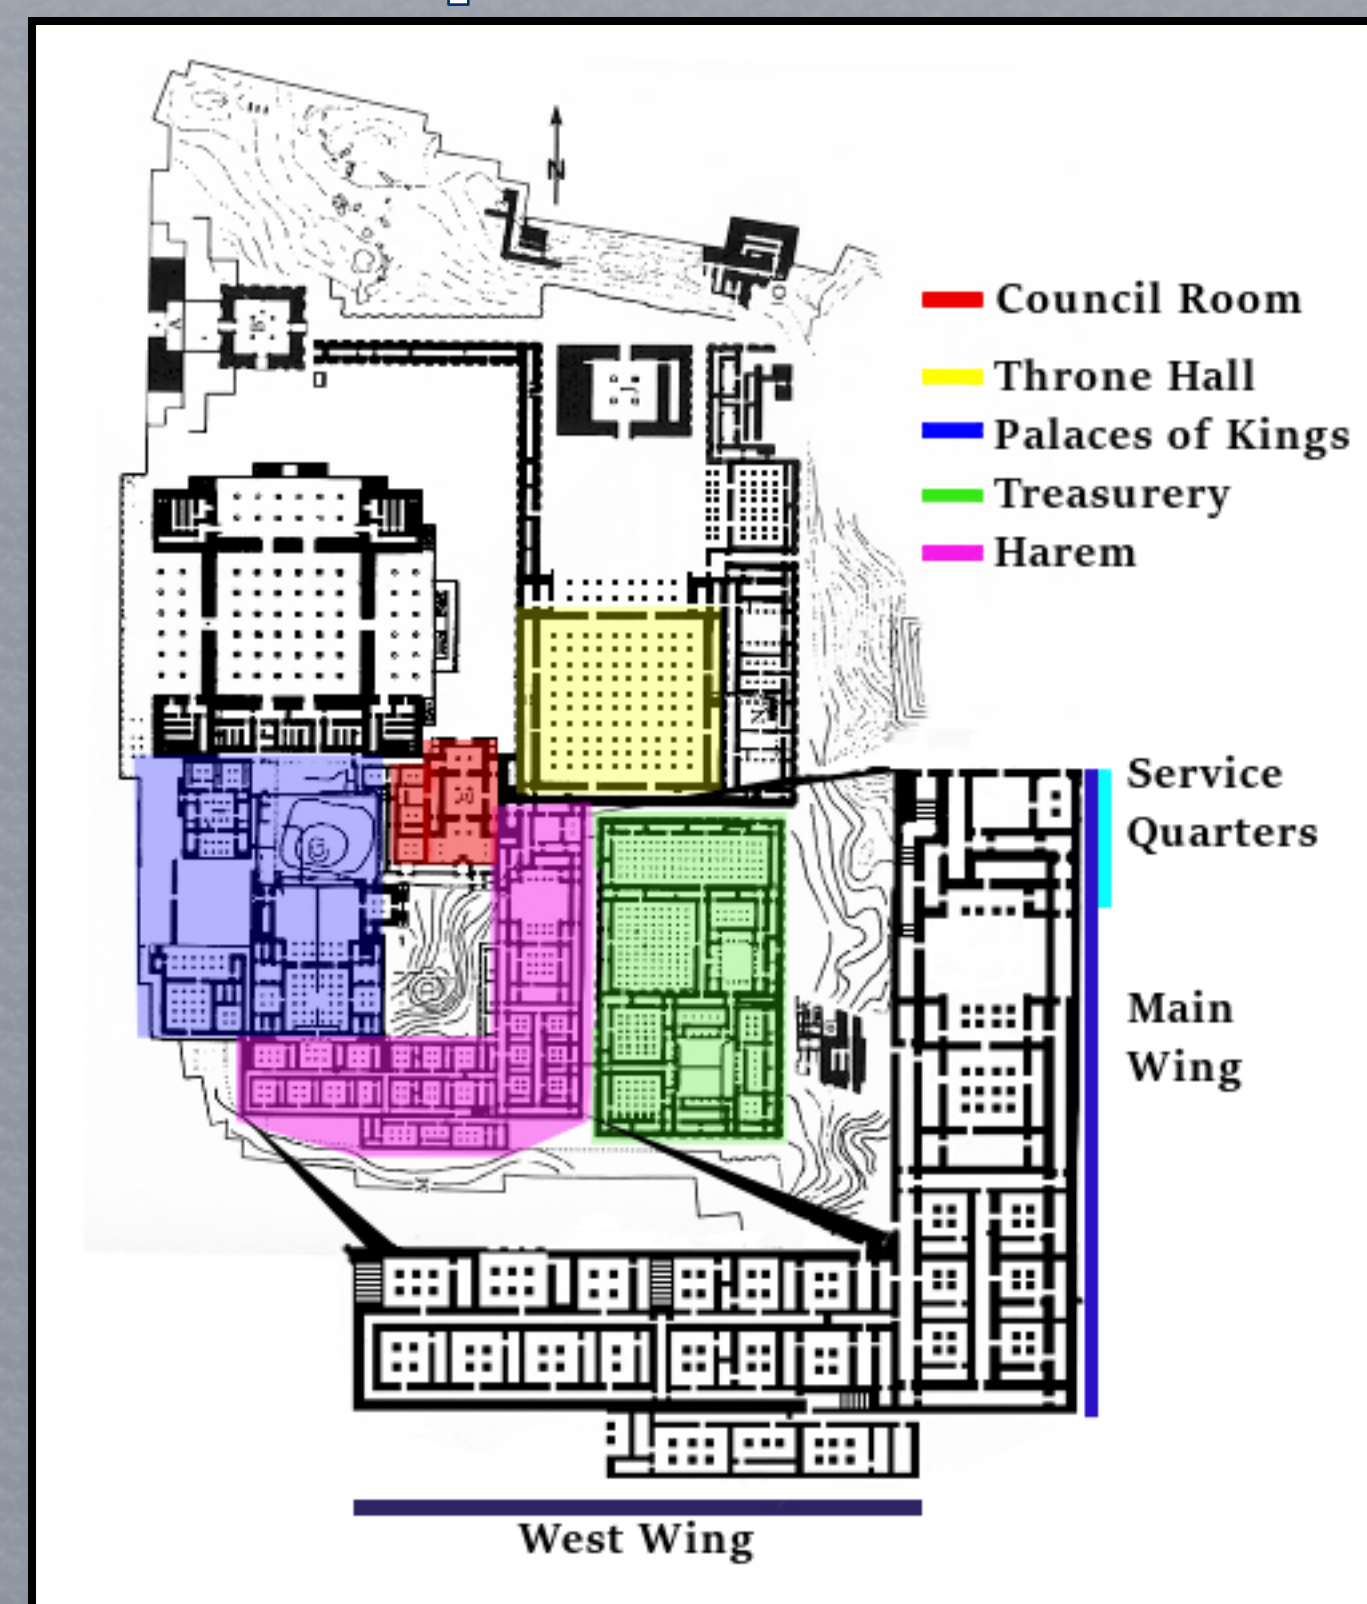 N
Council Room
Throne Hall
Palaces of Kings
Treasurery
Harem
Service
Quarters
Main
Wing
West Wing